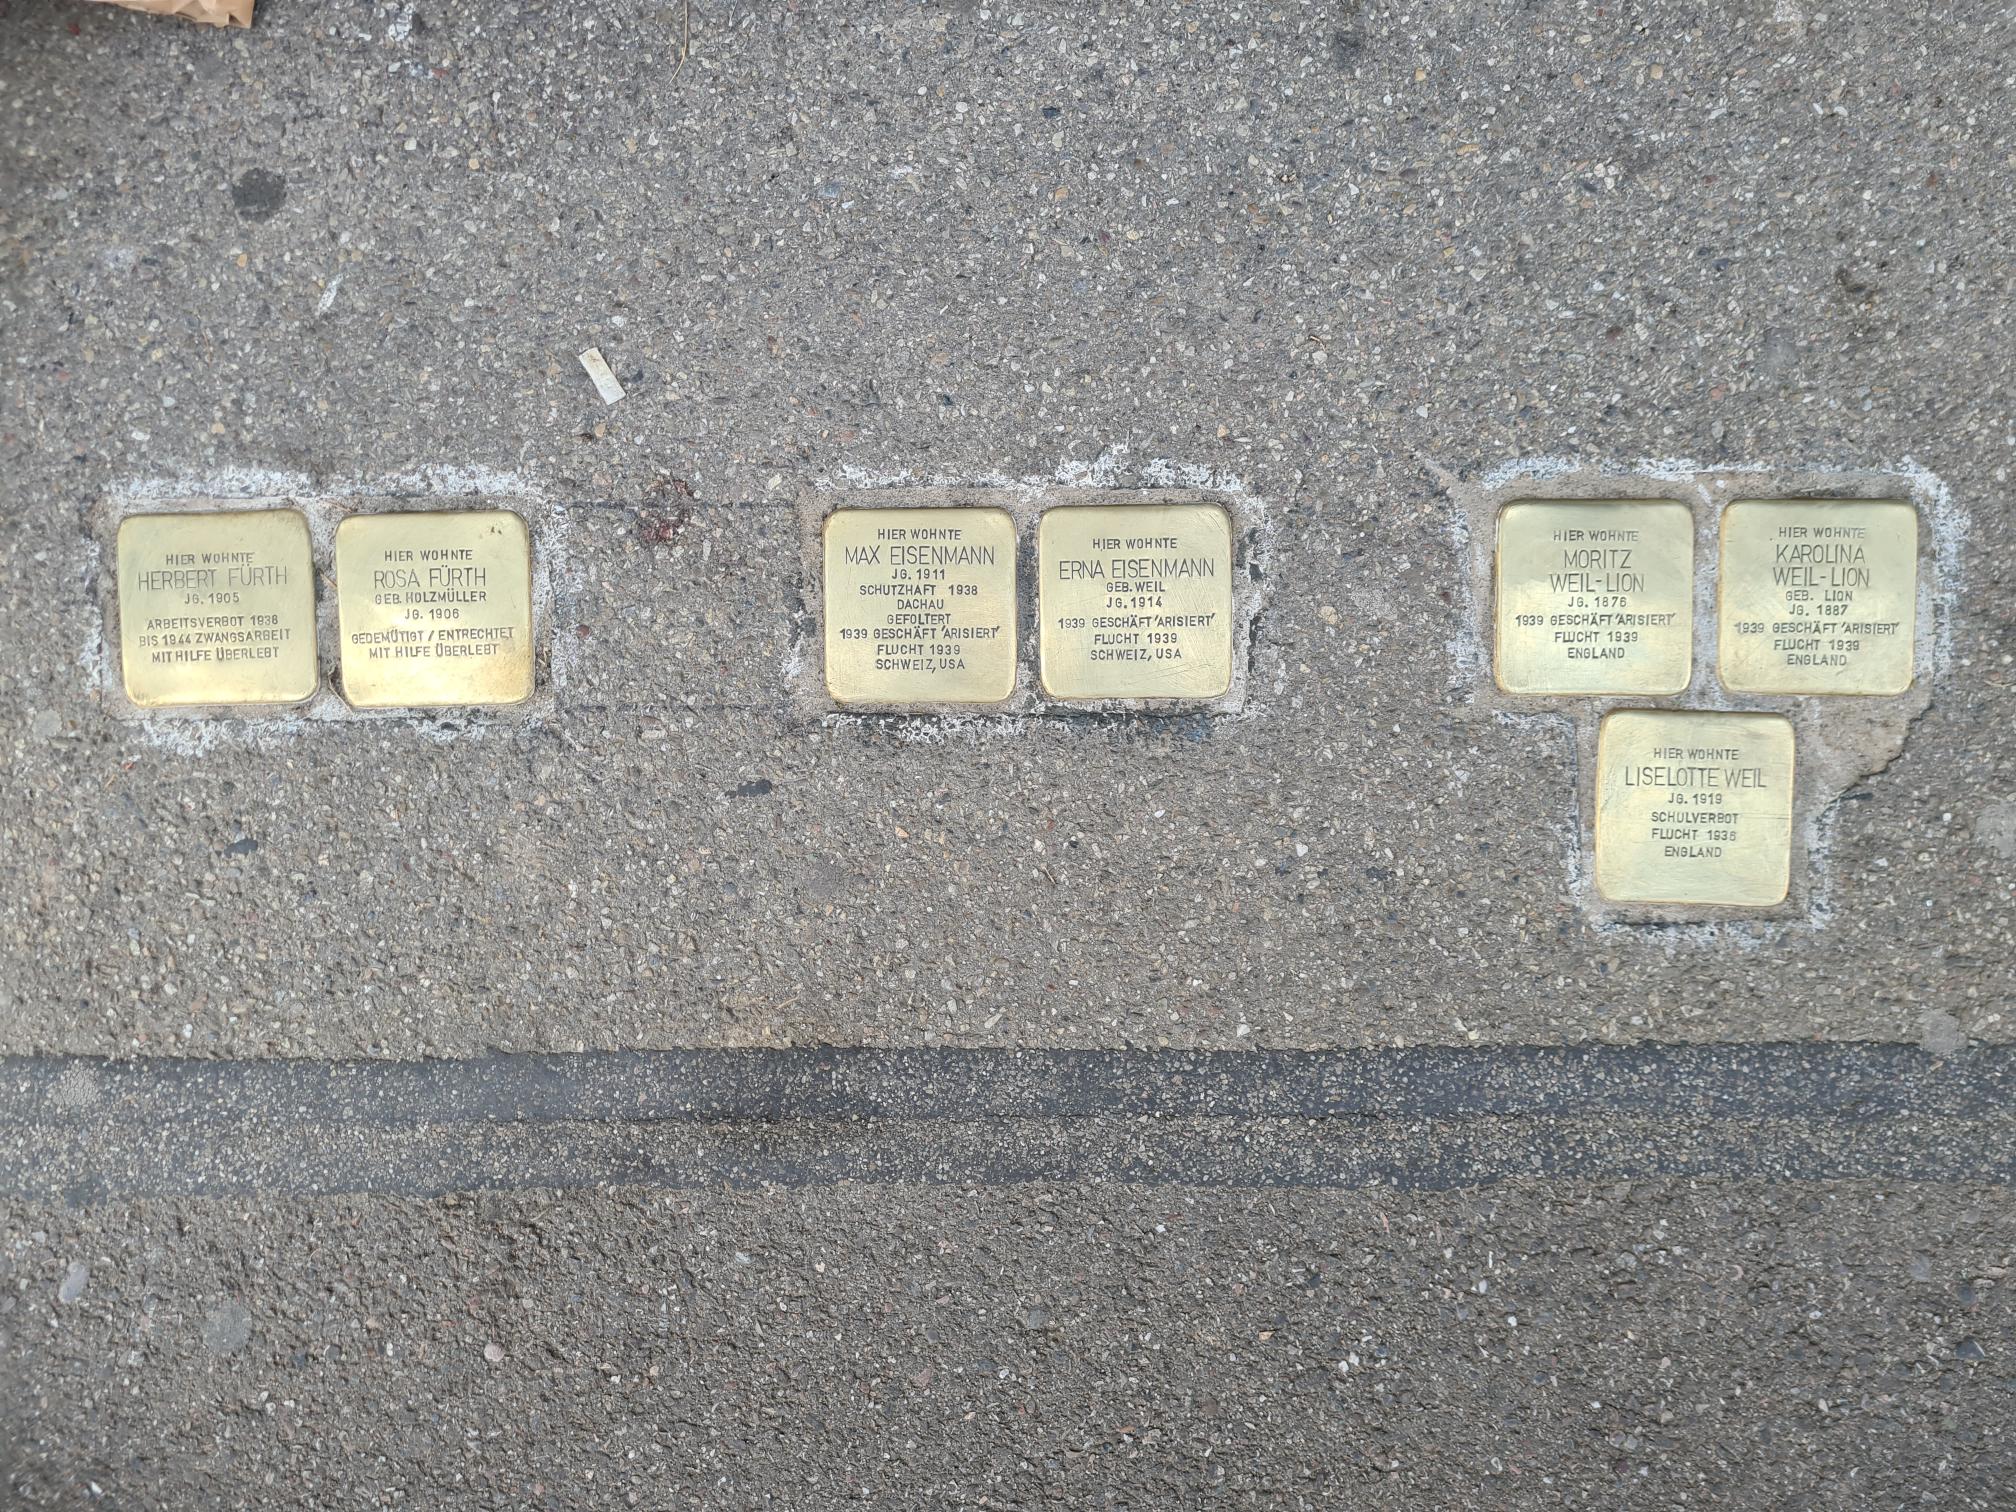 HIER WOHNTE
HERBERT FÜRTH
JG. 1905
ARBEITSVERBOT 1938
BIS 1944 ZWANGSARBEIT
MIT HILFE ÜBERLEBT
HIER WOHNTE
ROSA FÜRTH
GEB. HOLZMÜLLER
JG. 1906
GEDEMÜTIGT / ENTRECHTET
MIT HILFE ÜBERLEBT
HIER WOHNTE
MAX EISENMANN
JG. 1911
SCHUTZHAFT 1938
DACHAU
GEFOLTERT
1939 GESCHÄFT 'ARISIERT'
FLUCHT 1939
SCHWEIZ, USA
HIER WOHNTE
ERNA EISENMANN
GEB. WEIL
JG. 1914
1939 GESCHÄFT 'ARISIERT'
FLUCHT 1939
SCHWEIZ, USA
HIER WOHNTE
MORITZ
WEIL-LION
JG. 1876
1939 GESCHÄFT 'ARISIERT'
FLUCHT 1939
ENGLAND
HIER WOHNTE
KAROLINA
WEIL-LION
GEB. LION
JG. 1887
1939 GESCHÄFT 'ARISIERT'
FLUCHT 1939
ENGLAND
HIER WOHNTE
LISELOTTE WEIL
JG. 1919
SCHULVERBOT
FLUCHT 1936
ENGLAND